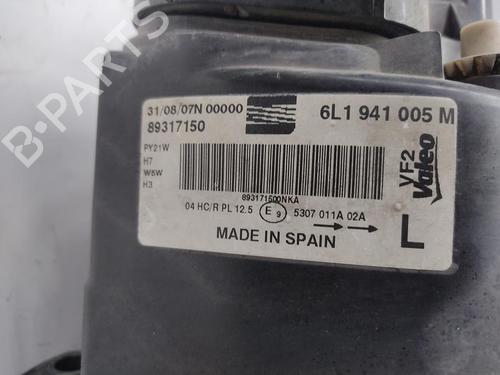 B-PARTS
31/08/07N 00000
89317150
6L1 941 005 M
PY21W
H7
W5W
H3
VF2
Valeo
893171500NKA
04 HC/R PL 12.5 E9 5307 011A 02A
MADE IN SPAIN
L